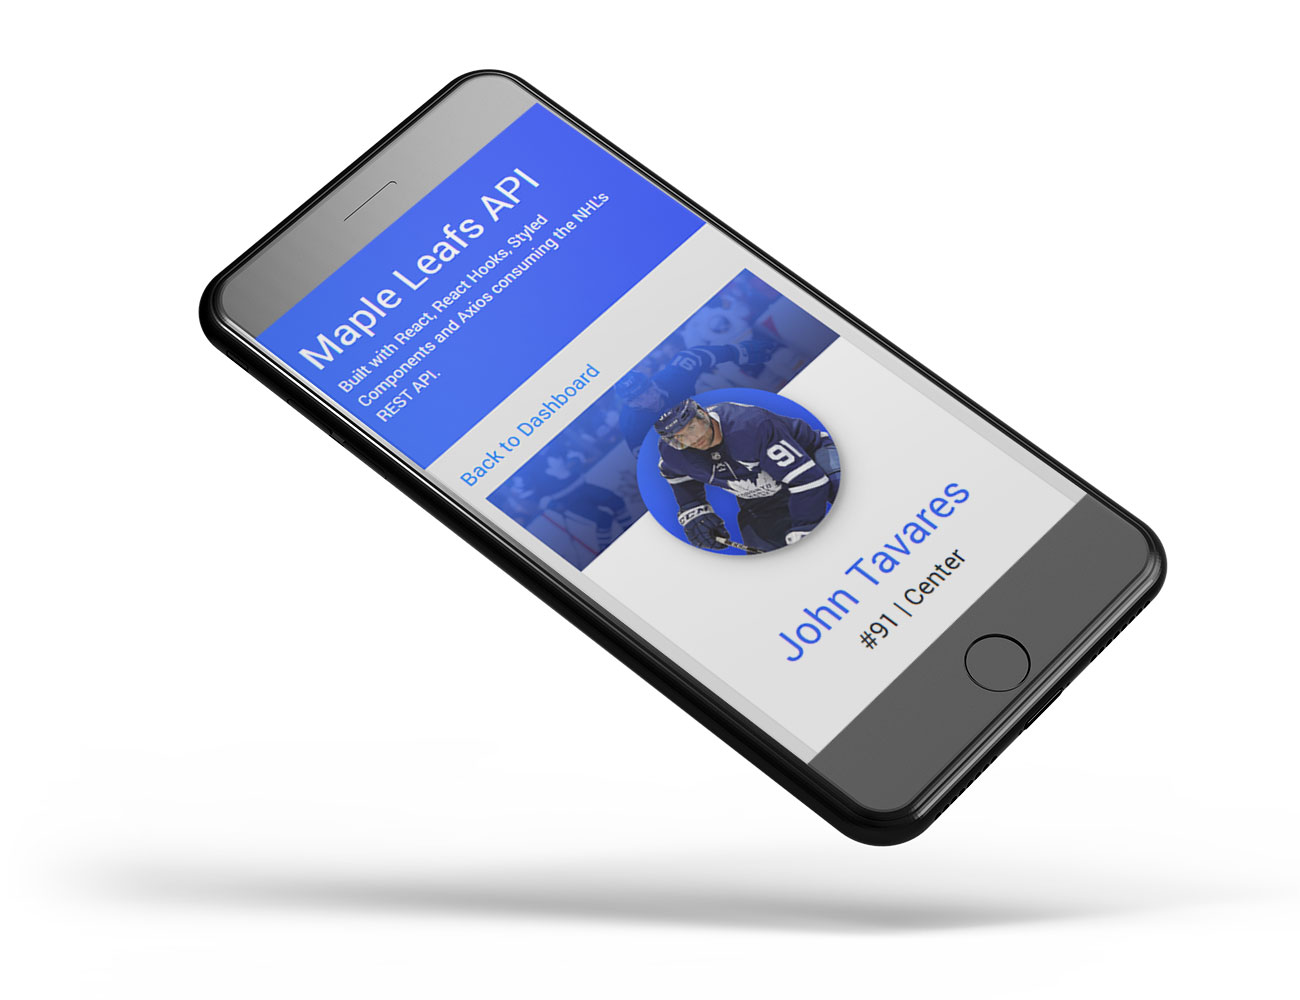 Maple Leafs API
Built with React, React Hooks, Styled
Components and Axios consuming the NHL's
REST API.
Back to Dashboard
91
John Tavares
#91 | Center